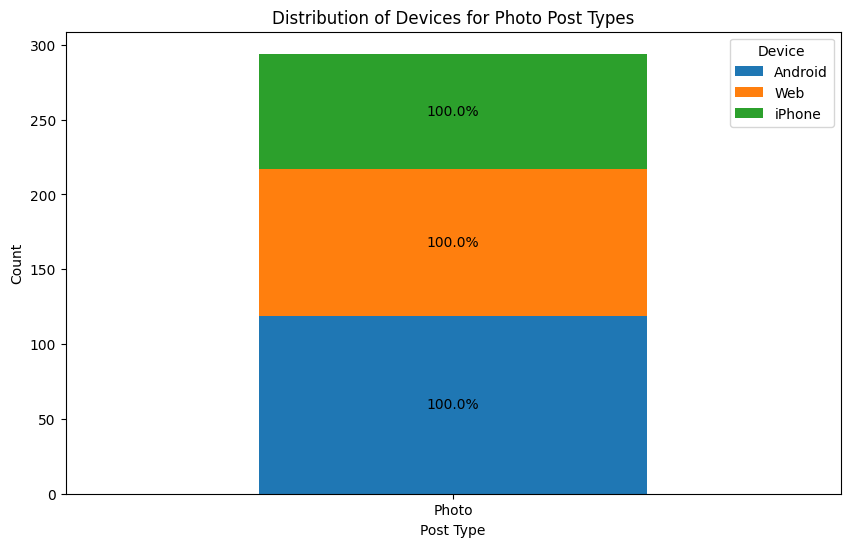 Distribution of Devices for Photo Post Types
Device
Android
Web
iPhone
300
250
200
150
100
50
0
Count
100.0%
100.0%
100.0%
Photo
Post Type